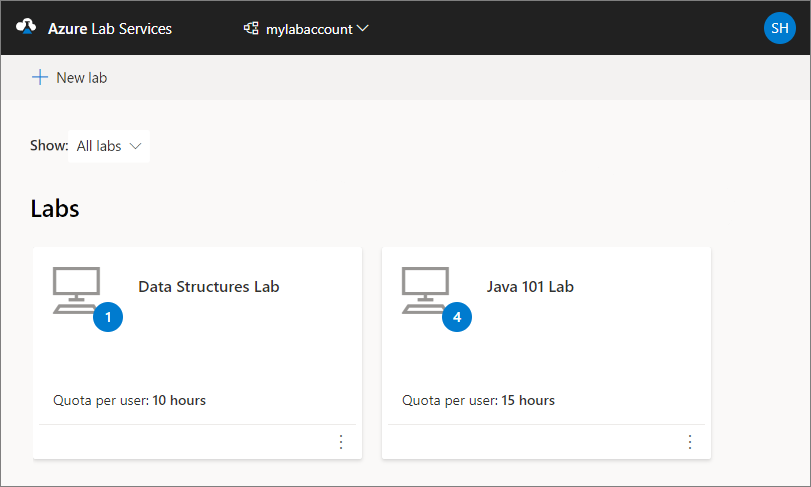 Azure Lab Services
mylabaccount
SH
New lab
Show: All labs
Labs
Data Structures Lab
1
Quota per user: 10 hours
Java 101 Lab
4
Quota per user: 15 hours